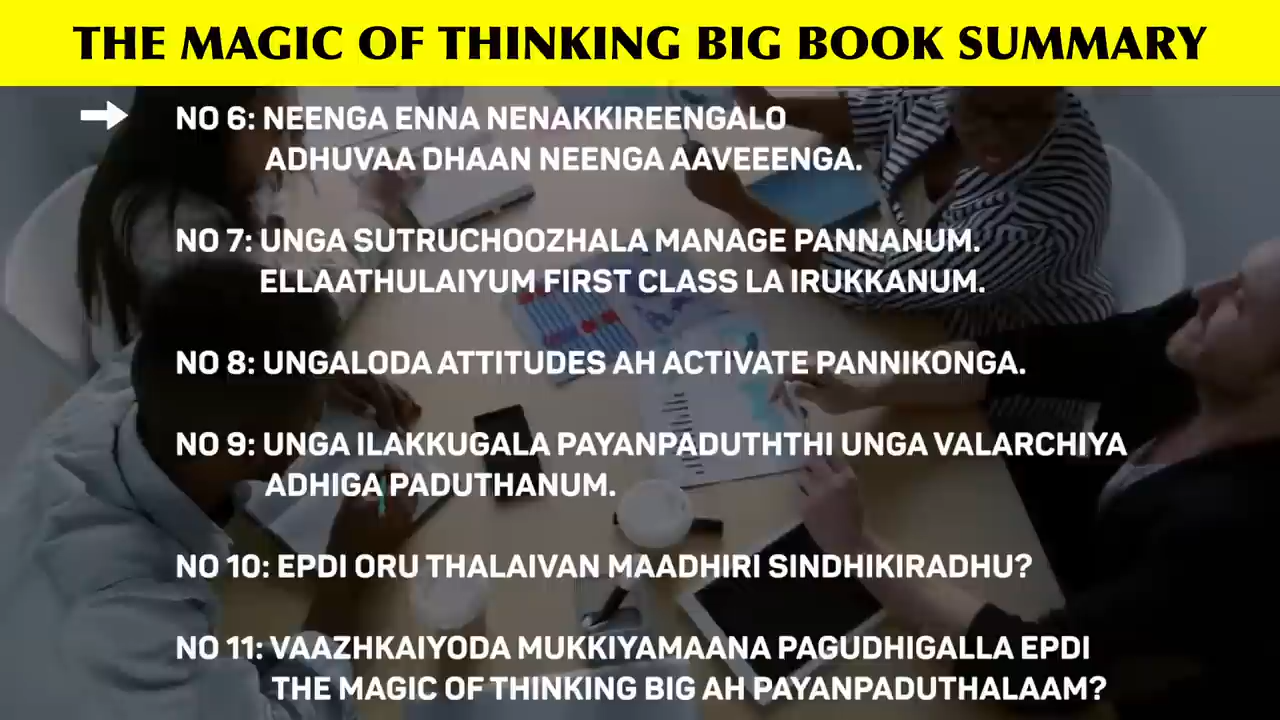 THE MAGIC OF THINKING BIG BOOK SUMMARY
NO 6: NEENGA ENNA NENAKKIREENGALO
ADHUVAA DHAAN NEENGA AAVEEENGA.
NO 7: UNGA SUTRUCHOOZHALA MANAGE PANNANUM.
ELLAATHULAIYUM FIRST CLASS LA IRUKKANUM.
NO 8: UNGALODA ATTITUDES AH ACTIVATE PANNIKONGA.
NO 9: UNGA ILAKKUGALA PAYANPADUTHTHI UNGA VALARCHIYA
ADHIGA PADUTHANUM.
NO 10: EPDI ORU THALAIVAN MAADHIRI SINDHIKIRADHU?
NO 11: VAAZHKAIYODA MUKKIYAMAANA PAGUDHIGALLA EPDI
THE MAGIC OF THINKING BIG AH PAYANPADUTHALAAM?